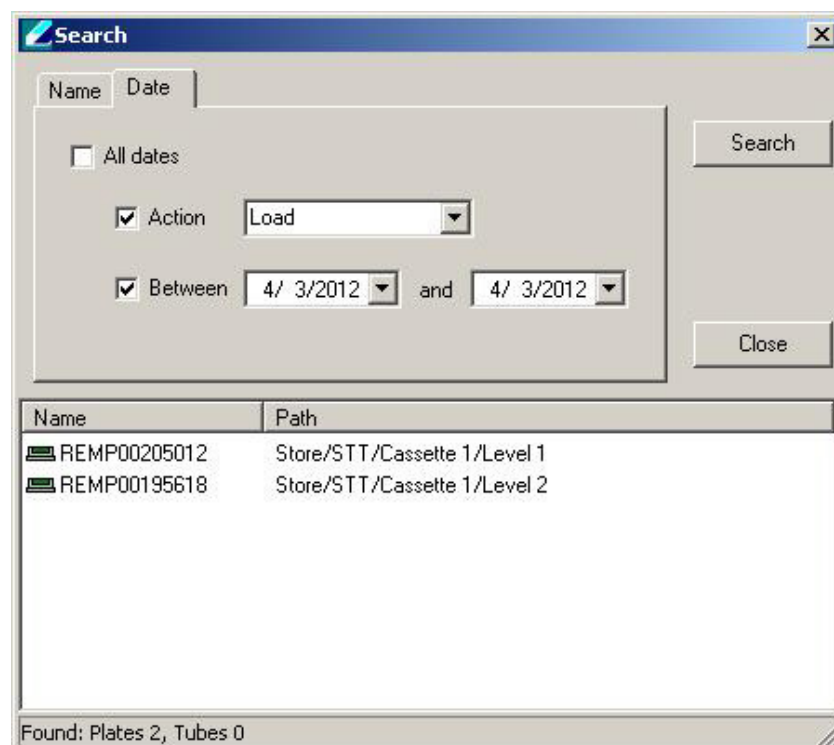 Search
Name Date
All dates
Search
Action Load
Between 4/ 3/2012 and 4/ 3/2012
Close
Name Path
REMP00205012 Store/STT/Cassette 1/Level 1
REMP00195618 Store/STT/Cassette 1/Level 2
Found: Plates 2, Tubes 0